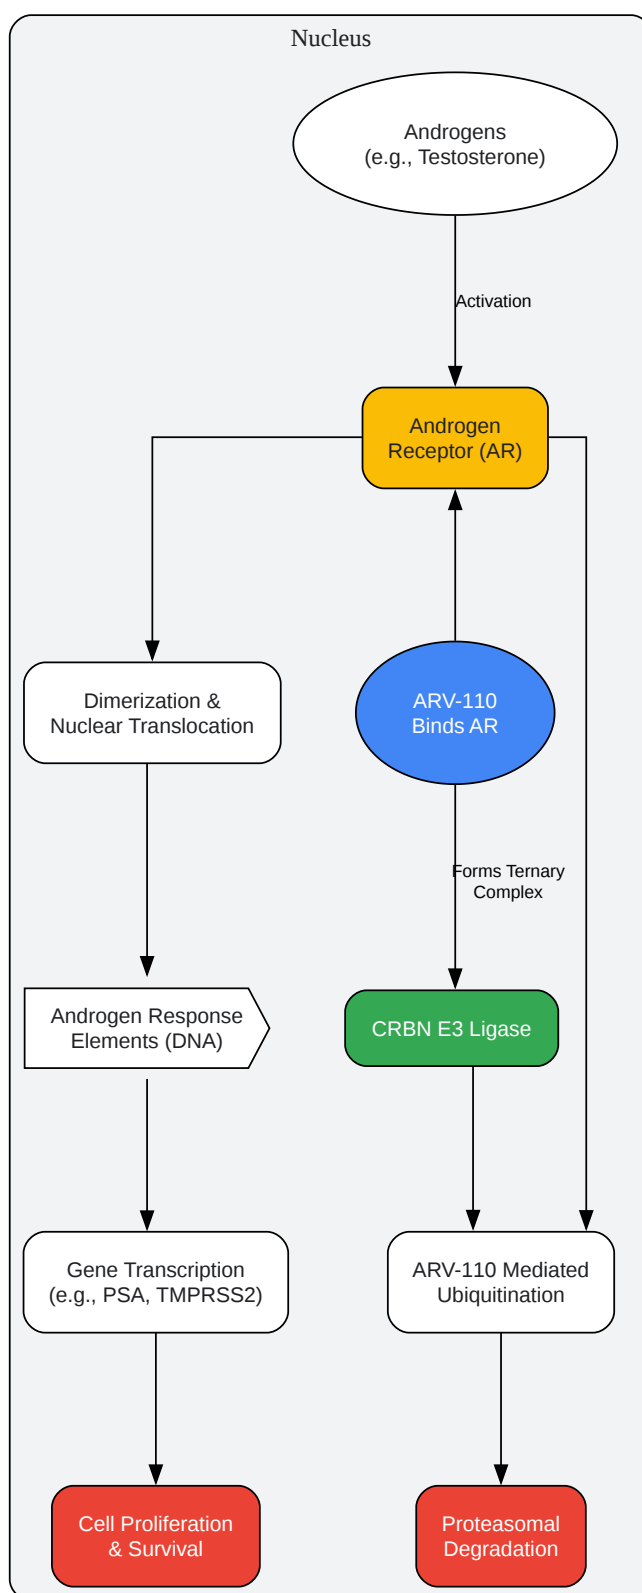 Nucleus
Androgens
(e.g., Testosterone)
Activation
Androgen
Receptor (AR)
Dimerization &
Nuclear Translocation
ARV-110
Binds AR
Forms Ternary
Complex
Androgen Response
Elements (DNA)
CRBN E3 Ligase
Gene Transcription
(e.g., PSA, TMPRSS2)
ARV-110 Mediated
Ubiquitination
Cell Proliferation
& Survival
Proteasomal
Degradation